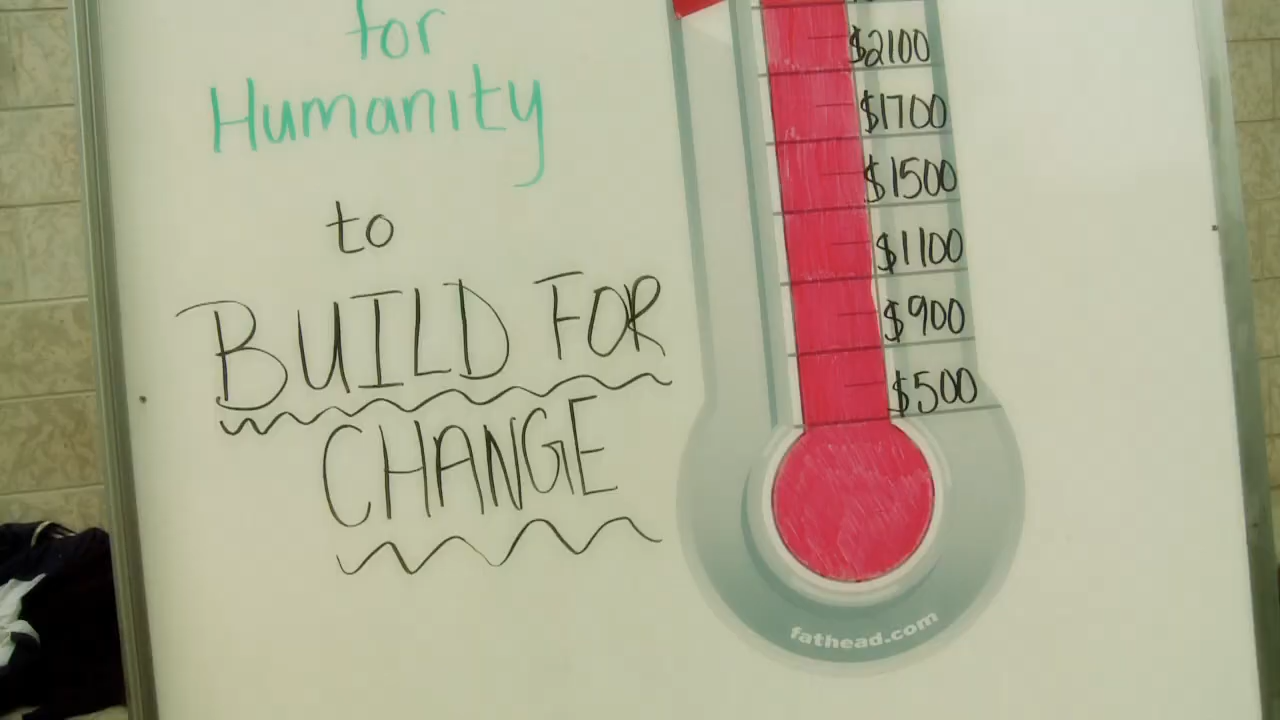 for
Humanity
to
BUILD FOR
CHANGE
$2100
$1700
$1500
$1100
$900
$500
fathead.com